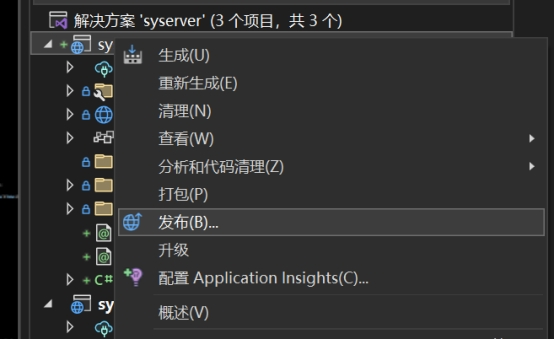 解决方案 'syserver' (3 个项目，共 3 个)
sy
生成(U)
重新生成(E)
清理(N)
查看(W)
分析和代码清理(Z)
打包(P)
发布(B)...
升级
配置 Application Insights(C)...
概述(V)
sy